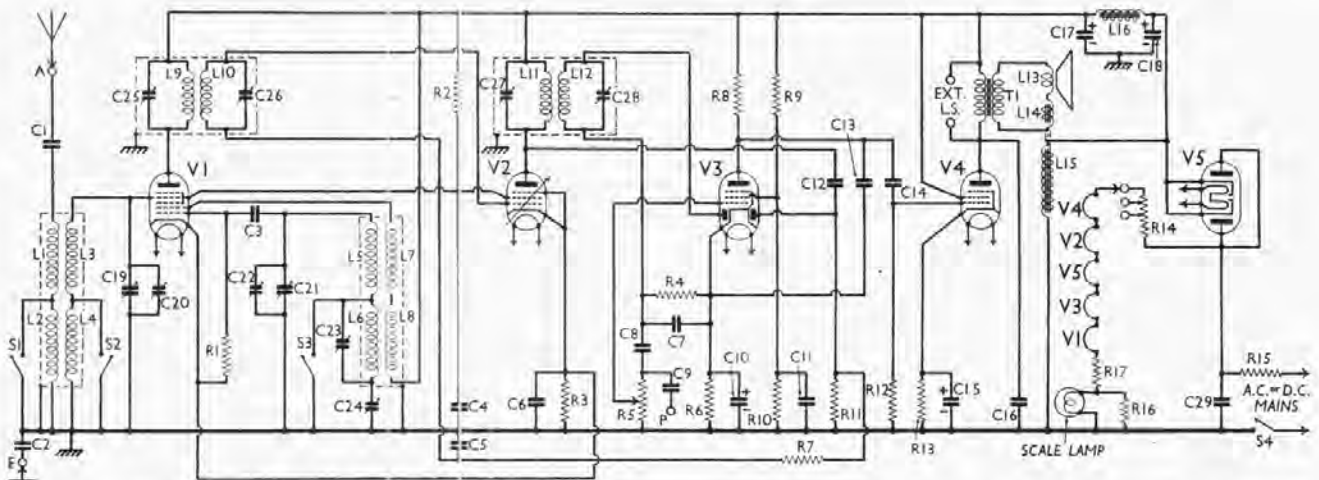 A
C1
L1
L3
L2
L4
S1
S2
C2
E
C25
L9
L10
C26
V1
C19
C20
R1
C3
C22
C21
L5
L7
L6
L8
S3
C23
C24
R2
C4
C5
C27
L11
L12
C28
V2
C6
R3
C8
R4
C7
C9
R5
P
R8
R9
V3
C10
R6
R10
C11
C12
C13
C14
R11
R7
R12
V4
R13
C15
EXT.
L.S.
T1
L13
L14
L15
C16
C17
L16
C18
V5
V4
V2
V5
V3
V1
R14
R17
R16
SCALE LAMP
C29
R15
A.C.=D.C.
MAINS
S4